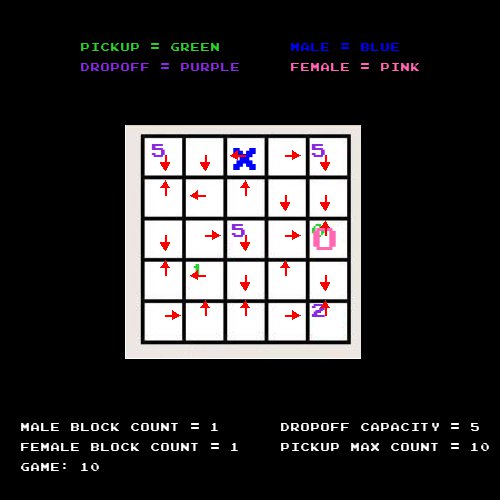 PICKUP = GREEN MALE = BLUE
DROPOFF = PURPLE FEMALE = PINK
5 X 5
5 0
1
2
MALE BLOCK COUNT = 1 DROPOFF CAPACITY = 5
FEMALE BLOCK COUNT = 1 PICKUP MAX COUNT = 10
GAME: 10